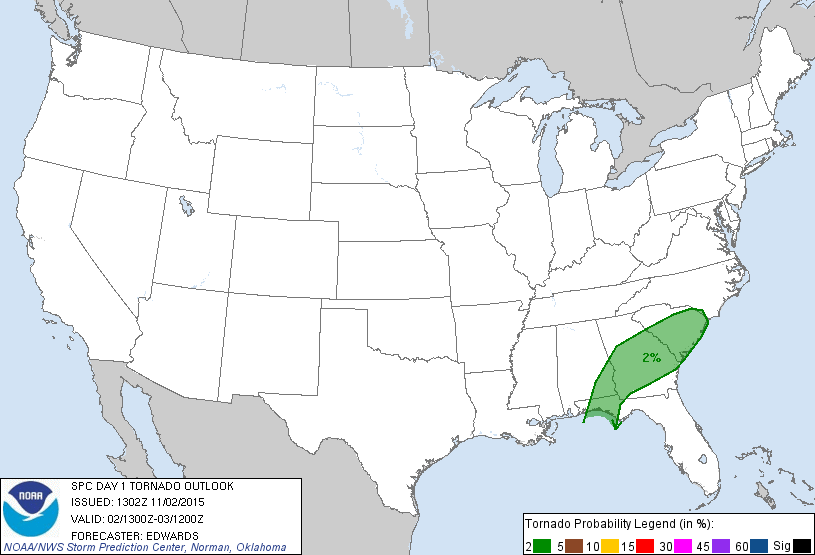 2%
NOAA
SPC DAY 1 TORNADO OUTLOOK
ISSUED: 1302Z 11/02/2015
VALID: 02/1300Z-03/1200Z
FORECASTER: EDWARDS
NOAA/NWS Storm Prediction Center, Norman, Oklahoma
Tornado Probability Legend (in %):
2 5 10 15 30 45 60 Sig